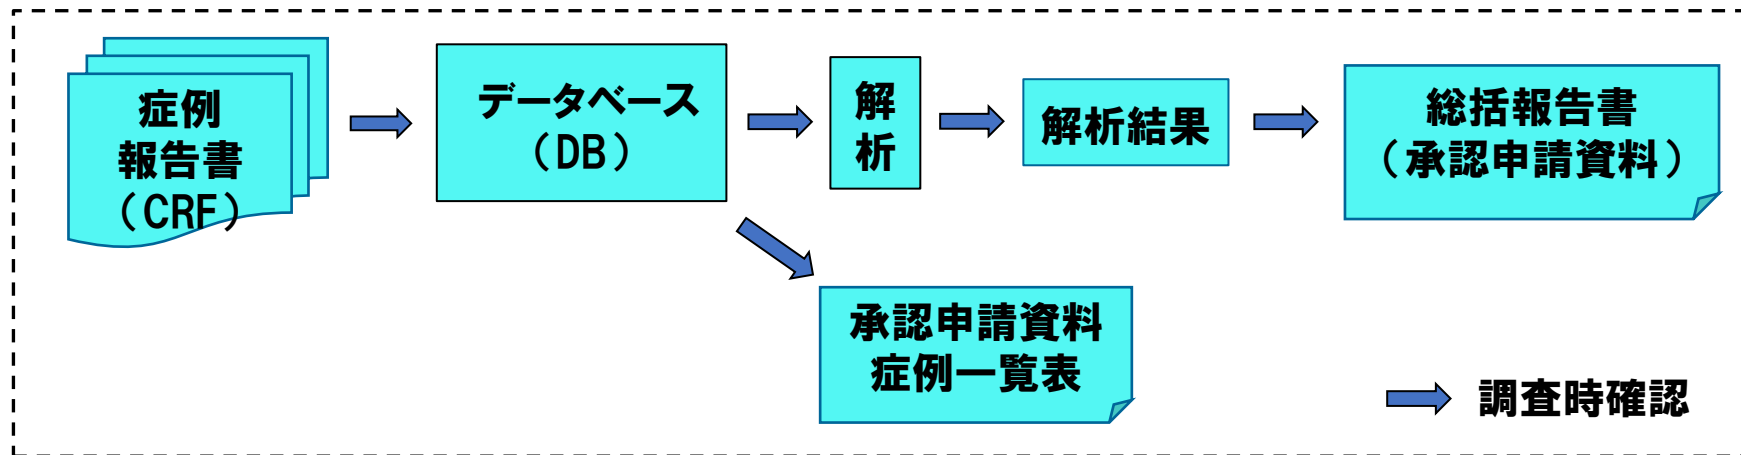 症例
報告書
（CRF）
データベース
（DB）
解
析
解析結果
総括報告書
（承認申請資料）
承認申請資料
症例一覧表
調査時確認